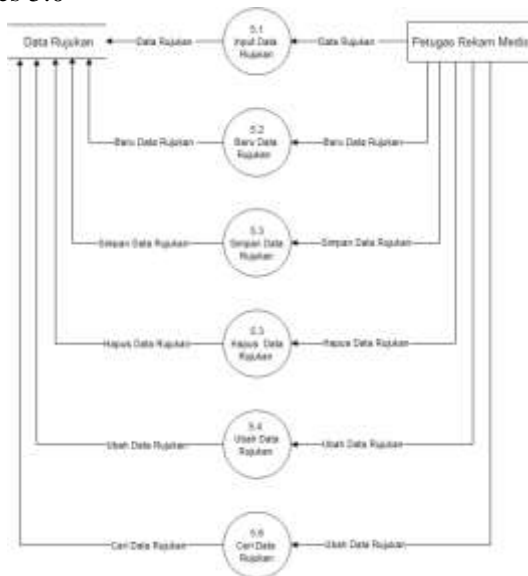 5.1
Input Data
Rujukan
Data Rujukan
Data Rujukan
Data Rujukan
Petugas Rekam Medis
5.2
Baru Data
Rujukan
Baru Data Rujukan
Baru Data Rujukan
5.3
Simpan Data
Rujukan
Simpan Data Rujukan
Simpan Data Rujukan
5.3
Hapus Data
Rujukan
Hapus Data Rujukan
Hapus Data Rujukan
5.4
Ubah Data
Rujukan
Ubah Data Rujukan
Ubah Data Rujukan
5.6
Cari Data
Rujukan
Cari Data Rujukan
Ubah Data Rujukan